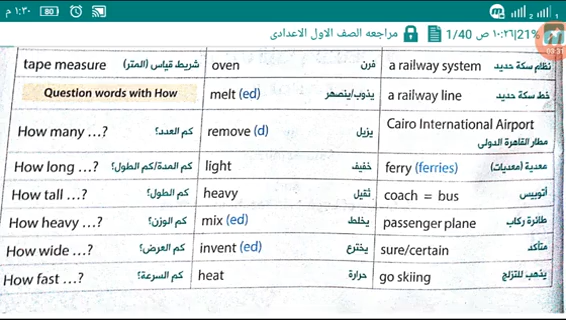 ١:٣٠ م
80
2 1
مراجعه الصف الاول الاعدادى
1/40
١٠:٢٦ ص
21%
03:31
tape measure شريط قياس (المتر)
oven فرن
a railway system نظام سكة حديد
Question words with How
melt (ed) يذوب/ينصهر
a railway line خط سكة حديد
How many ...? كم العدد؟
remove (d) يزيل
Cairo International Airport
مطار القاهرة الدولى
How long ...? كم المدة/كم الطول؟
light خفيف
ferry (ferries) معدية (معديات)
How tall ...? كم الطول؟
heavy ثقيل
coach = bus أتوبيس
How heavy ...? كم الوزن؟
mix (ed) يخلط
passenger plane طائرة ركاب
How wide ...? كم العرض؟
invent (ed) يخترع
sure/certain متأكد
How fast ...? كم السرعة؟
heat حرارة
go skiing يذهب للتزلج